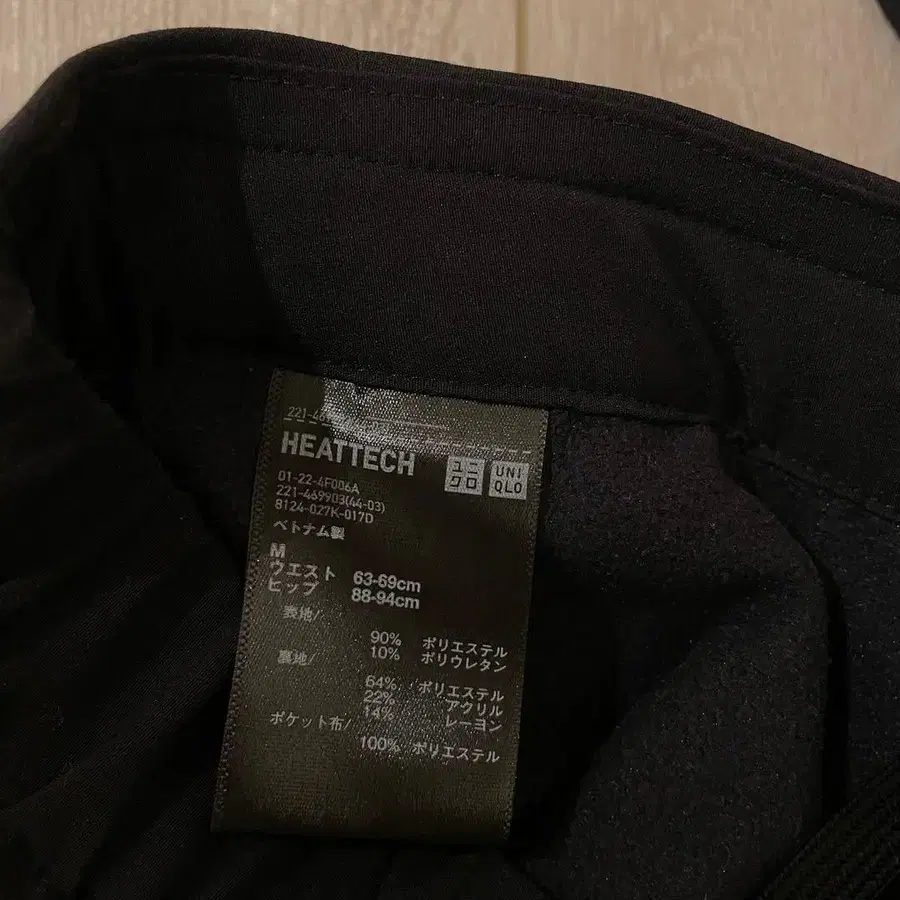 HEATTECH
ユニ
クロ
UNI
QLO
01-22-4F006A
221-469903(44-03)
8124-027K-017D
ベトナム製
M
ウエスト 63-69cm
ヒップ 88-94cm
表地/
90% ポリエステル
10% ポリウレタン
裏地/
64% ポリエステル
22% アクリル
14% レーヨン
ポケット布/
100% ポリエステル